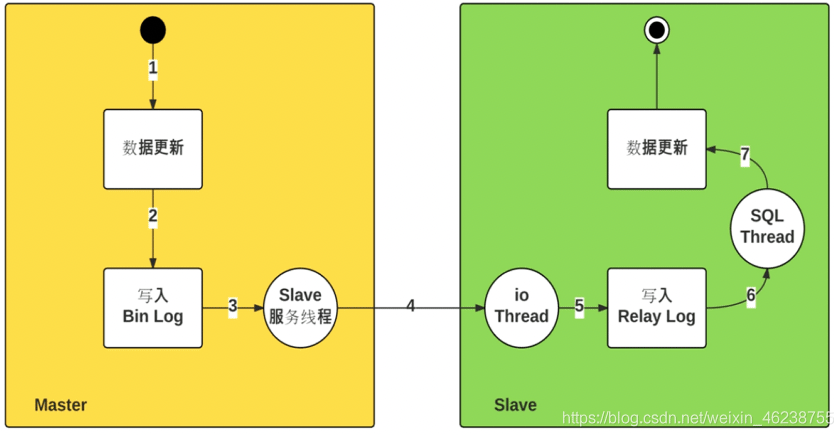 1
数据更新
2
写入
Bin Log
3
Slave
服务线程
Master
4
io
Thread
5
写入
Relay Log
6
SQL
Thread
7
数据更新
Slave
https://blog.csdn.net/weixin_46238755